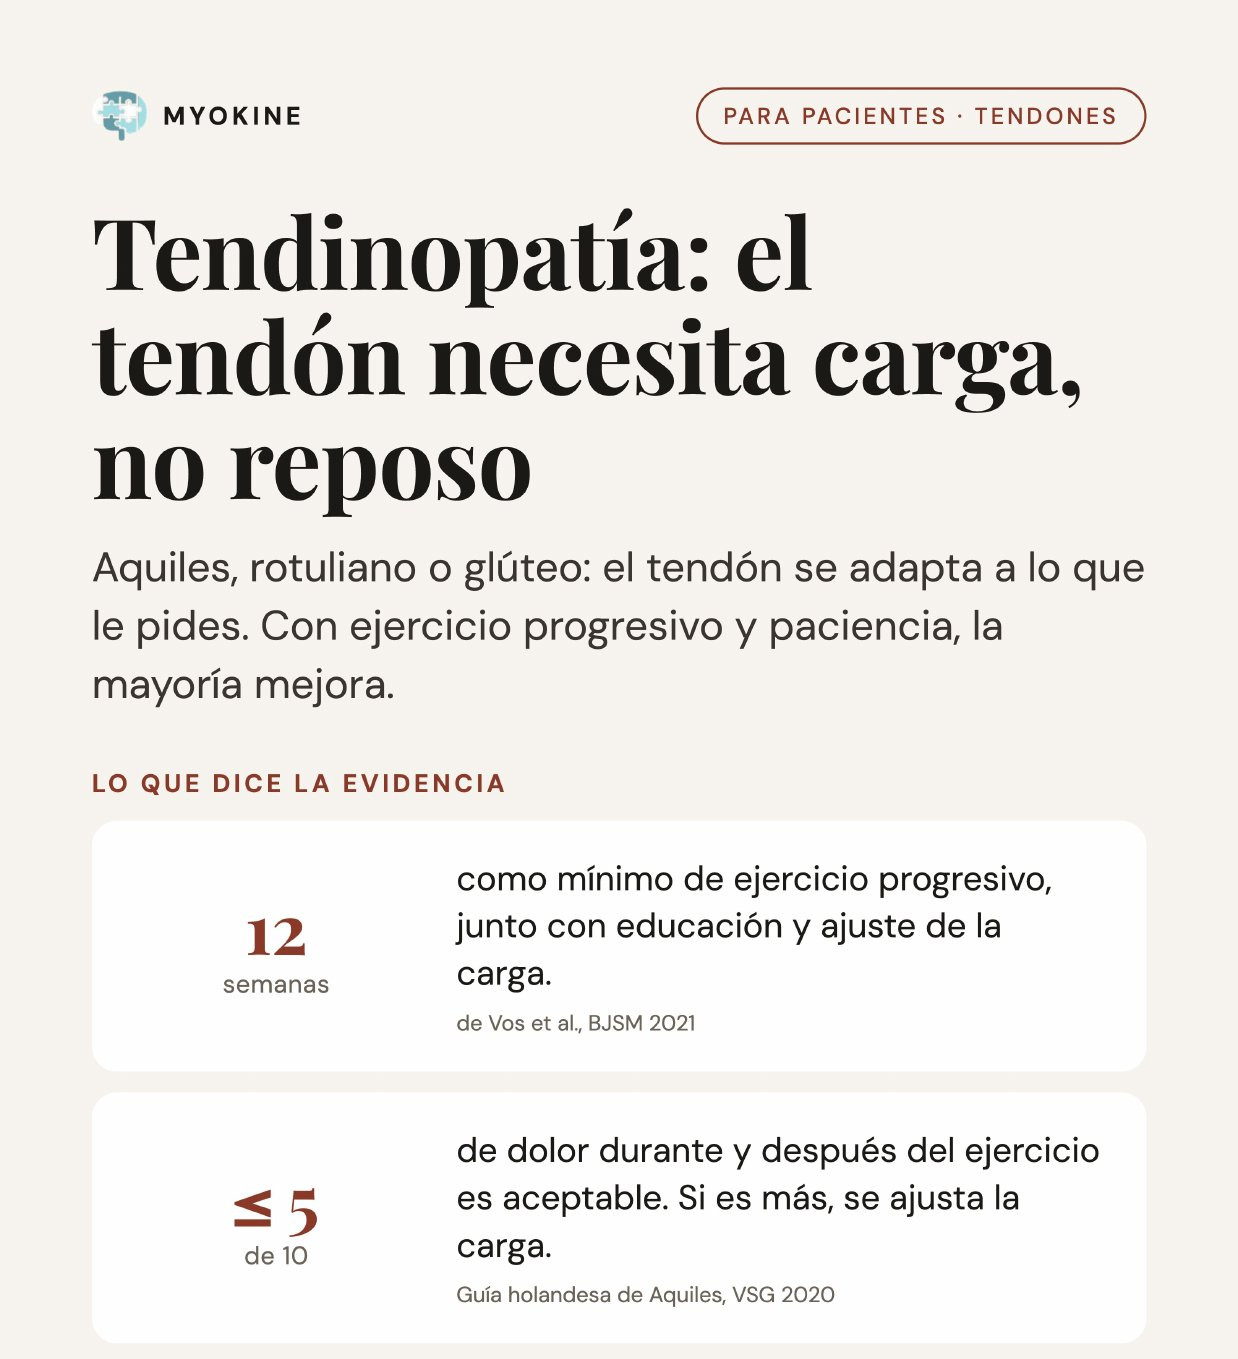 MYOKINE
PARA PACIENTES · TENDONES
Tendinopatía: el
tendón necesita carga,
no reposo
Aquiles, rotuliano o glúteo: el tendón se adapta a lo que
le pides. Con ejercicio progresivo y paciencia, la
mayoría mejora.
LO QUE DICE LA EVIDENCIA
12
semanas
como mínimo de ejercicio progresivo,
junto con educación y ajuste de la
carga.
de Vos et al., BJSM 2021
≤ 5
de 10
de dolor durante y después del ejercicio
es aceptable. Si es más, se ajusta la
carga.
Guía holandesa de Aquiles, VSG 2020